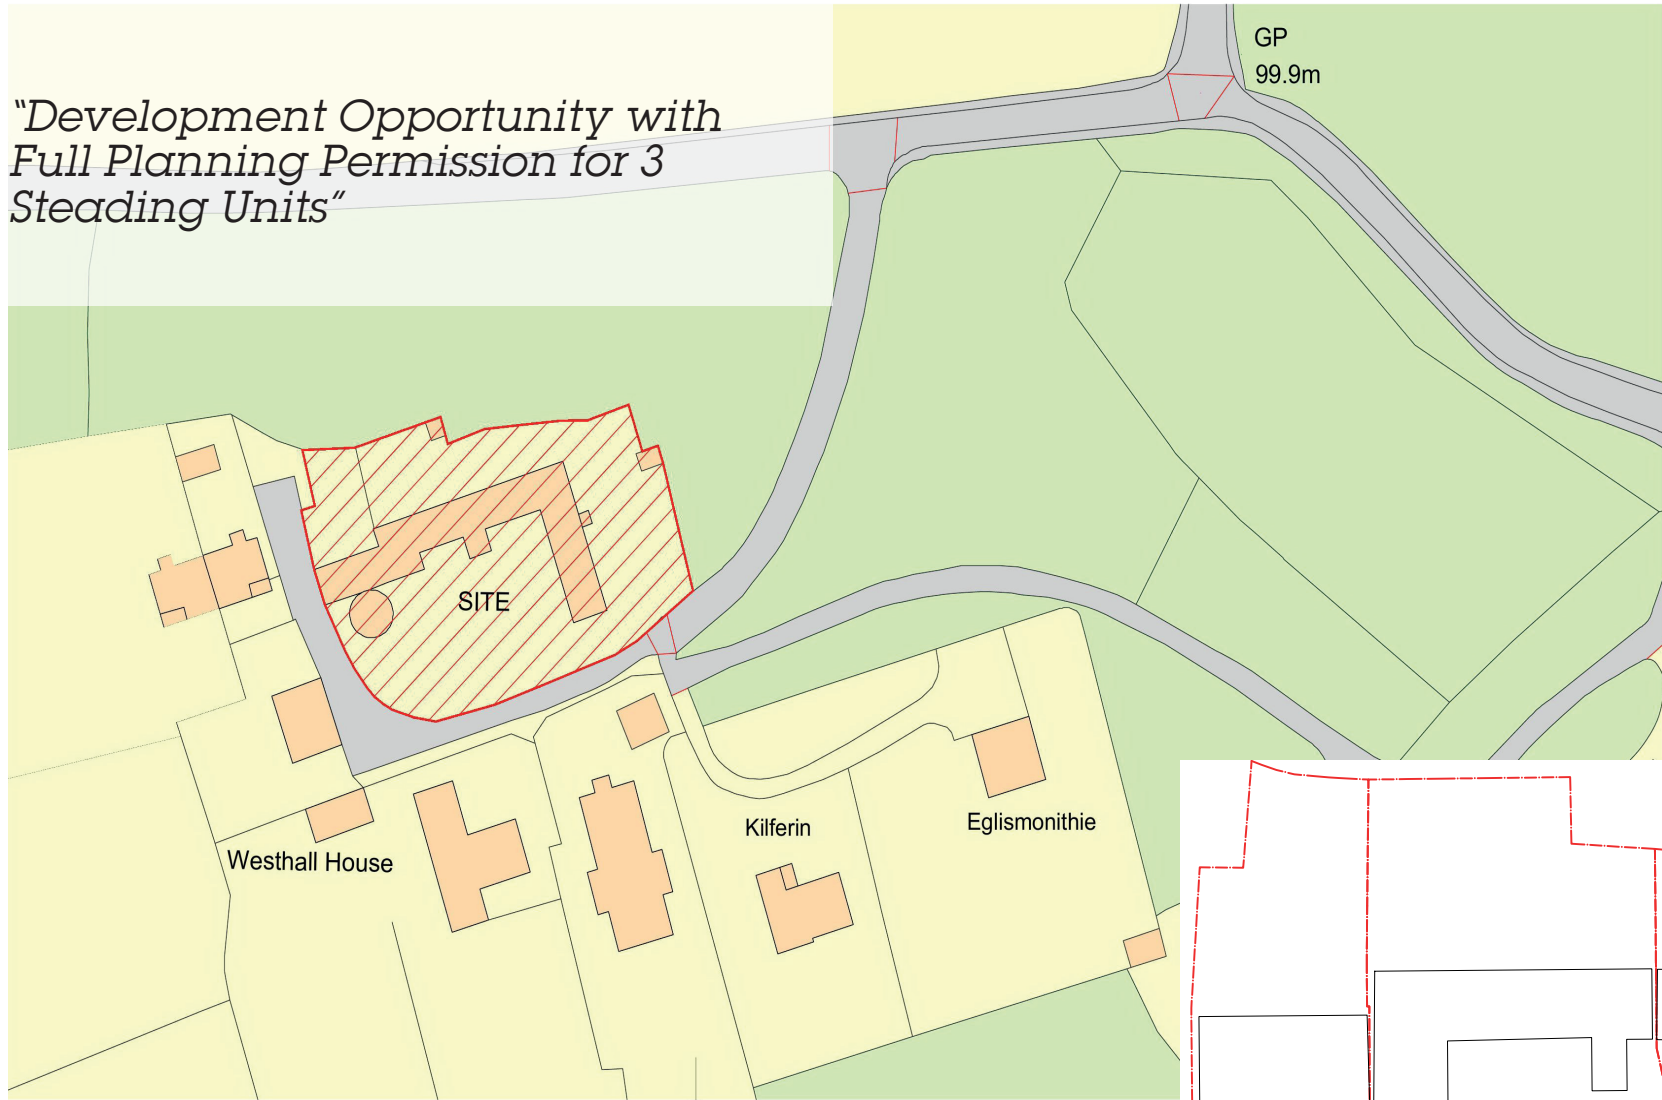 “Development Opportunity with
Full Planning Permission for 3
Steading Units”
GP
99.9m
SITE
Kilferin
Eglismonithie
Westhall House